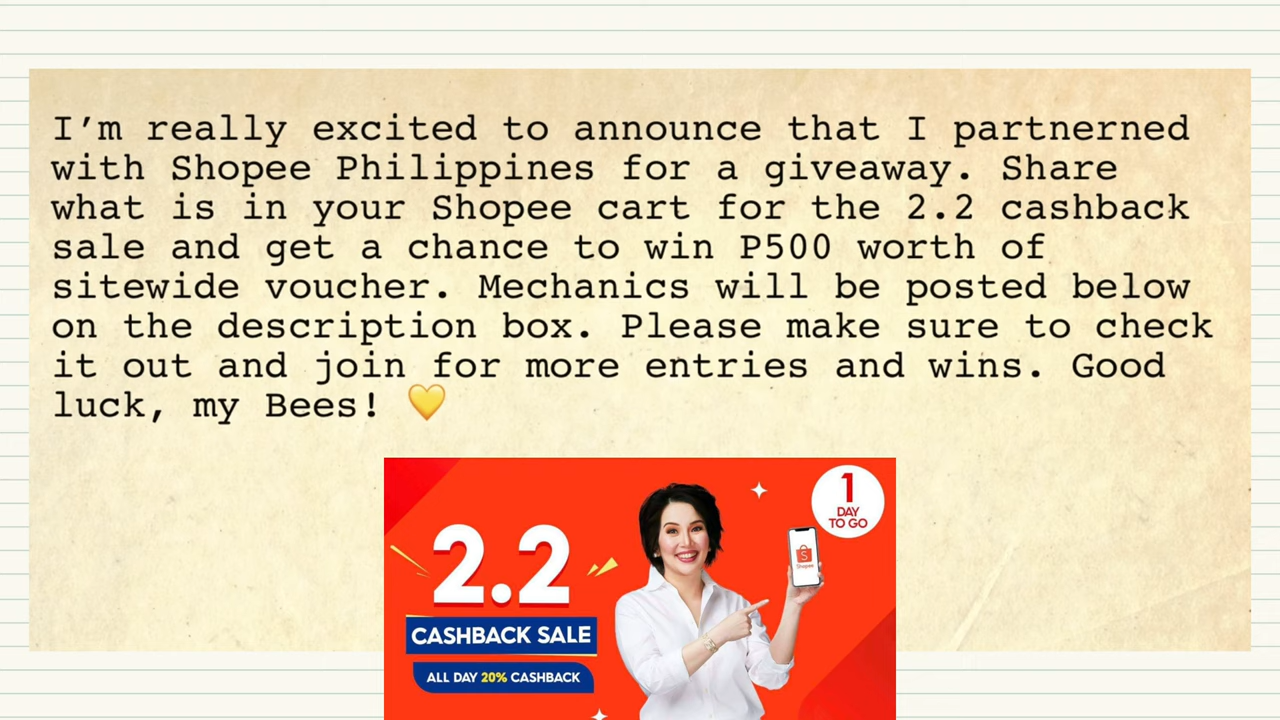 I’m really excited to announce that I partnerned
with Shopee Philippines for a giveaway. Share
what is in your Shopee cart for the 2.2 cashback
sale and get a chance to win P500 worth of
sitewide voucher. Mechanics will be posted below
on the description box. Please make sure to check
it out and join for more entries and wins. Good
luck, my Bees! 💛
1
DAY
TO GO
2.2
S
Shopee
CASHBACK SALE
ALL DAY 20% CASHBACK